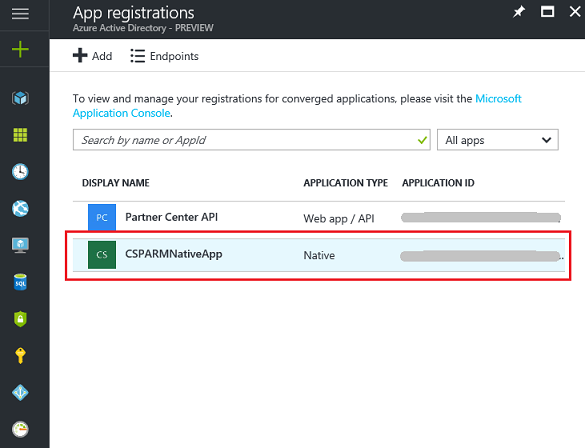 App registrations
Azure Active Directory - PREVIEW
Add
Endpoints
To view and manage your registrations for converged applications, please visit the Microsoft
Application Console.
Search by name or AppId
All apps
DISPLAY NAME
APPLICATION TYPE
APPLICATION ID
PC
Partner Center API
Web app / API
CS
CSPARMNativeApp
Native
SQL